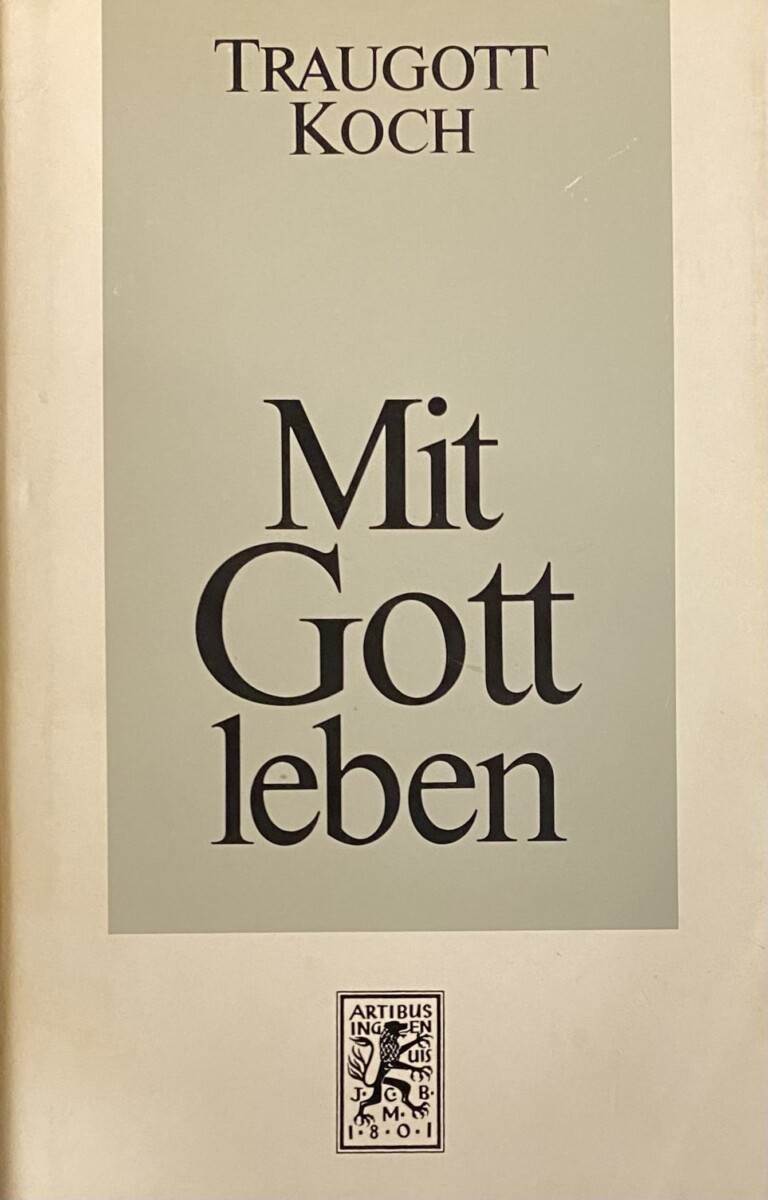 TRAUGOTT
KOCH
Mit
Gott
leben
ARTIBUS
INGENUIS
J·C·B·
M·
1·8·0·1